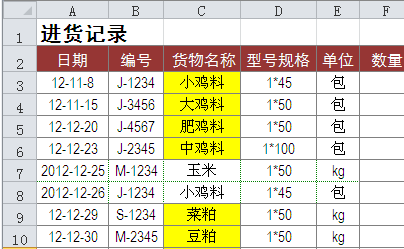 A B C D E F
1 进货记录
2 日期 编号 货物名称 型号规格 单位 数量
3 12-11-8 J-1234 小鸡料 1*45 包
4 12-11-15 J-3456 大鸡料 1*50 包
5 12-12-20 J-4567 肥鸡料 1*50 包
6 12-12-23 J-2345 中鸡料 1*100 包
7 2012-12-25 M-1234 玉米 1*50 kg
8 2012-12-26 J-1234 小鸡料 1*45 包
9 12-12-29 S-1234 菜粕 1*50 kg
10 12-12-30 M-2345 豆粕 1*50 kg